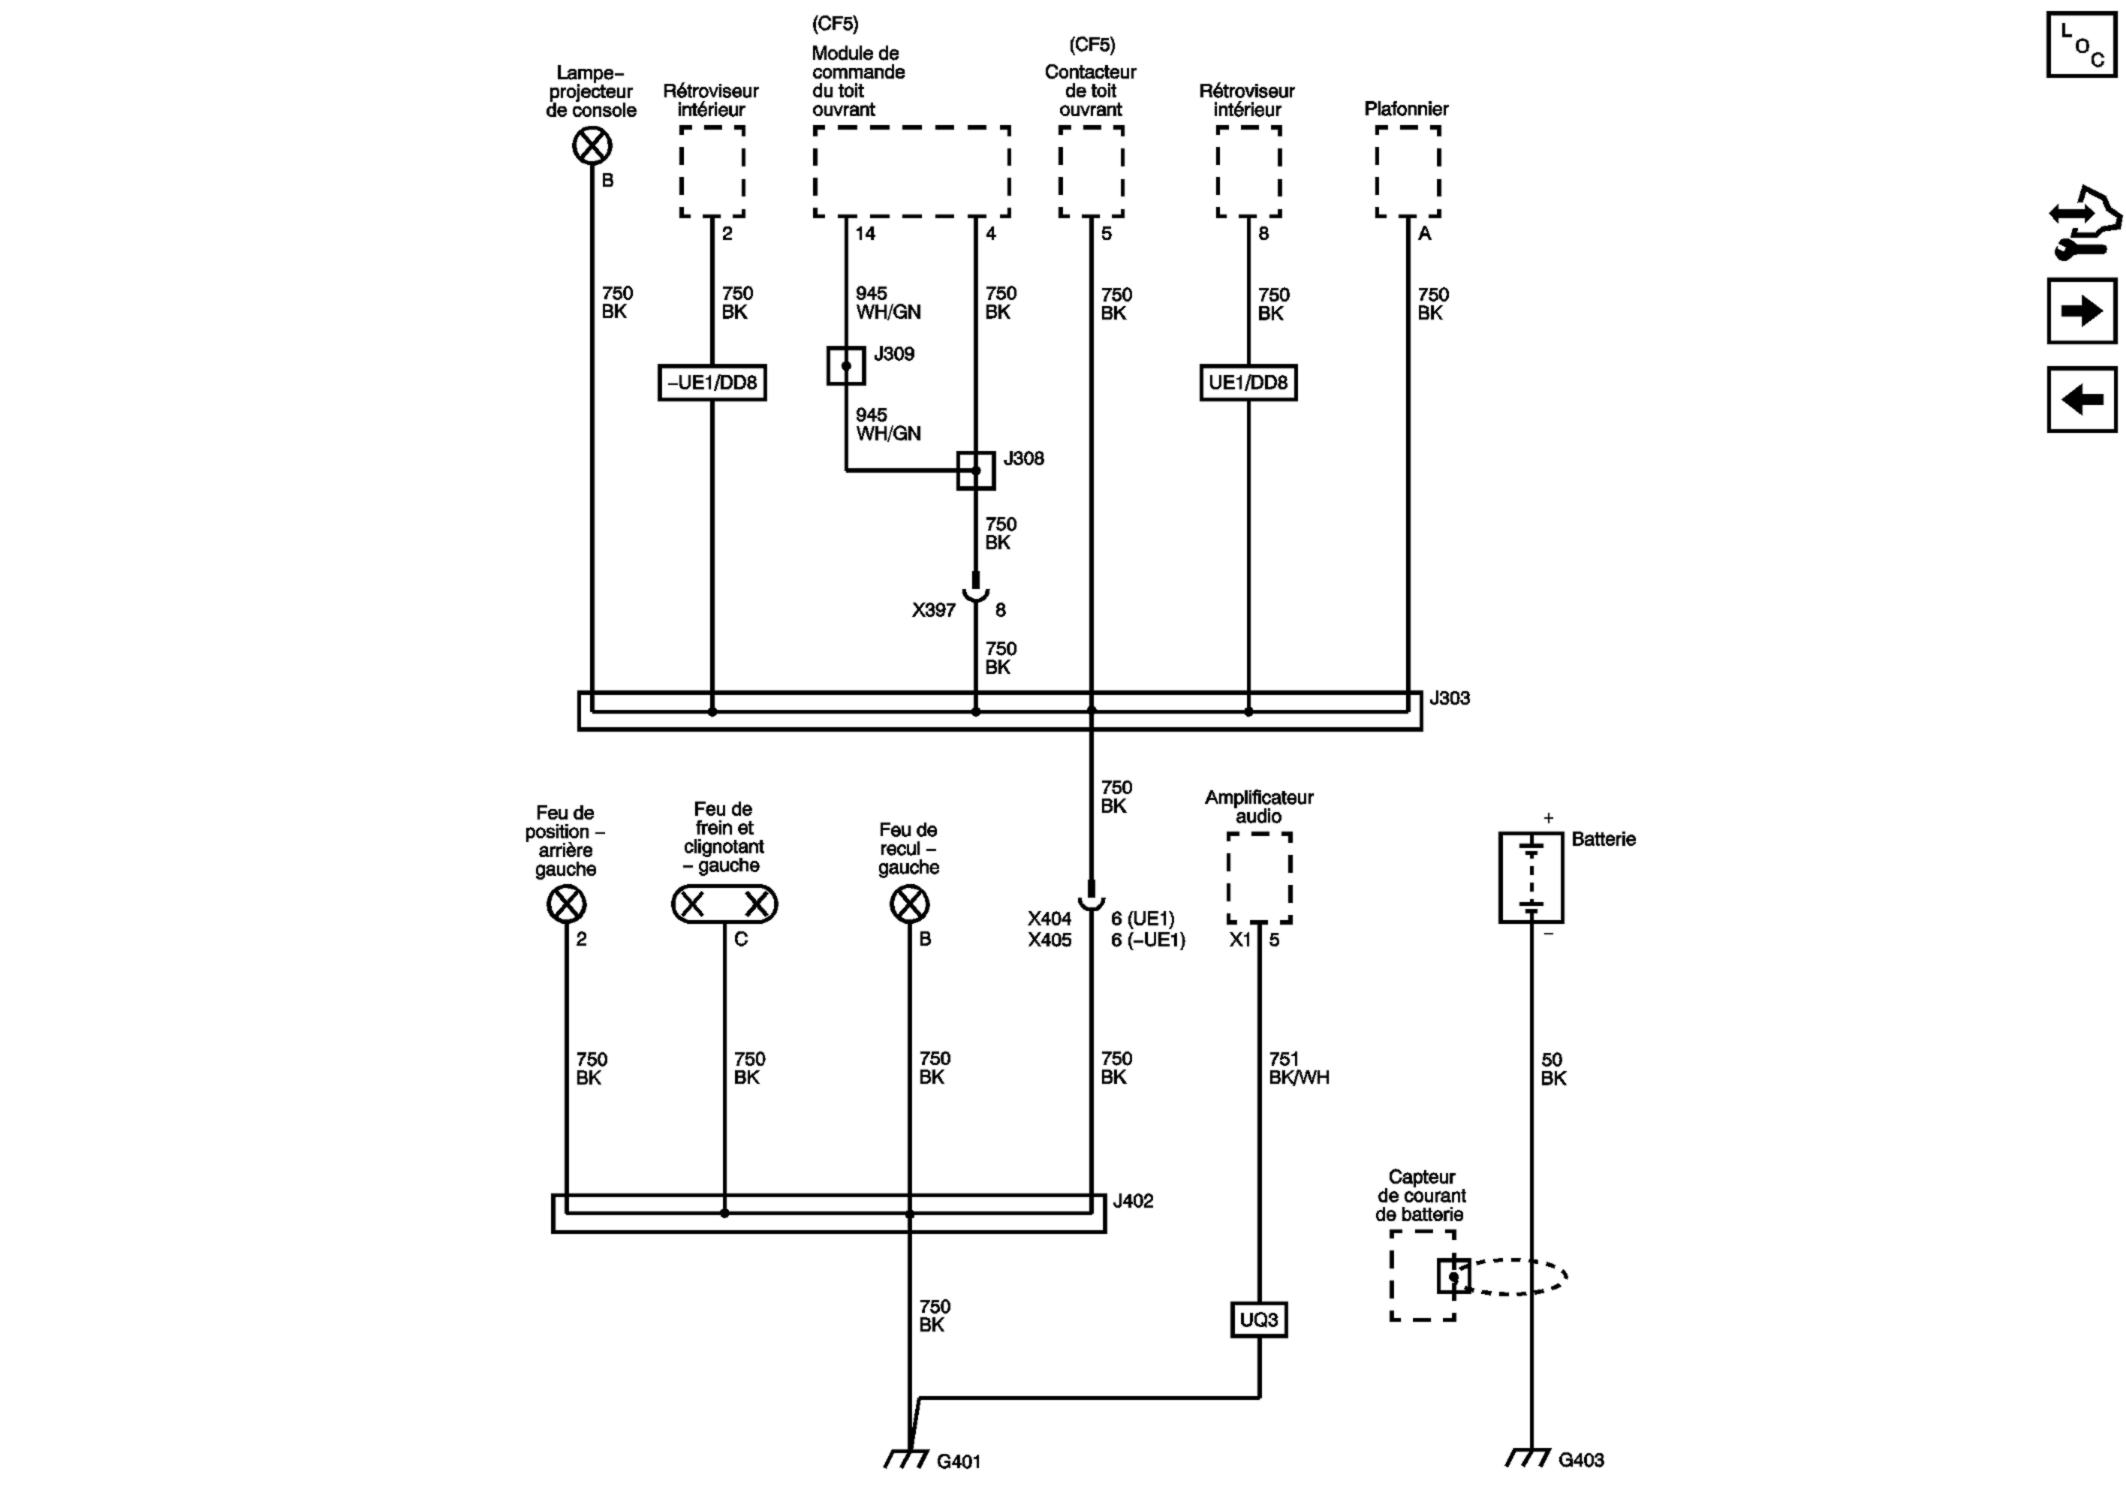 L
O
C
(CF5)
Module de
commande
du toit
ouvrant
(CF5)
Contacteur
de toit
ouvrant
Lampe–
projecteur
de console
Rétroviseur
intérieur
Rétroviseur
intérieur
Plafonnier
B
2
14
4
5
8
A
750
BK
750
BK
945
WH/GN
750
BK
750
BK
750
BK
750
BK
J309
–UE1/DD8
UE1/DD8
945
WH/GN
J308
750
BK
X397
8
750
BK
J303
750
BK
Feu de
position –
arrière
gauche
Feu de
frein et
clignotant
– gauche
Feu de
recul –
gauche
Amplificateur
audio
+
Batterie
–
2
C
B
X404
6 (UE1)
X405
6 (–UE1)
X1
5
750
BK
750
BK
750
BK
750
BK
751
BK/WH
50
BK
J402
Capteur
de courant
de batterie
750
BK
UQ3
G401
G403